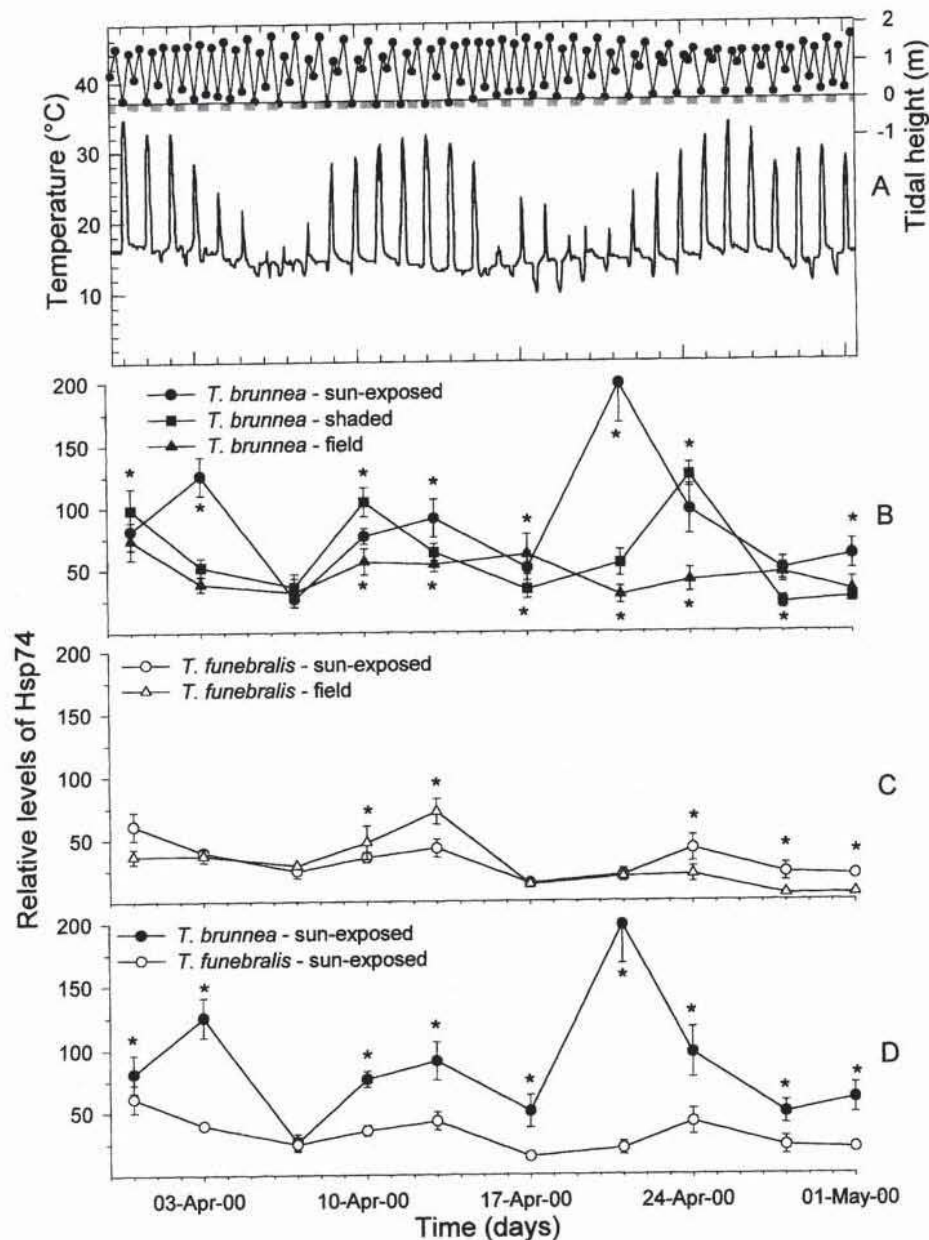 2
40
1
Temperature (°C)
0
Tidal height (m)
30
-1
A
20
10
200
T. brunnea - sun-exposed
T. brunnea - shaded
150
T. brunnea - field
* * * * * * *
100
B
50
* * * * * *
Relative levels of Hsp74
200
T. funebralis - sun-exposed
T. funebralis - field
150
100
C
* * * * *
50
200
T. brunnea - sun-exposed
T. funebralis - sun-exposed
150
* * * * * * * * *
100
D
50
03-Apr-00 10-Apr-00 17-Apr-00 24-Apr-00 01-May-00
Time (days)